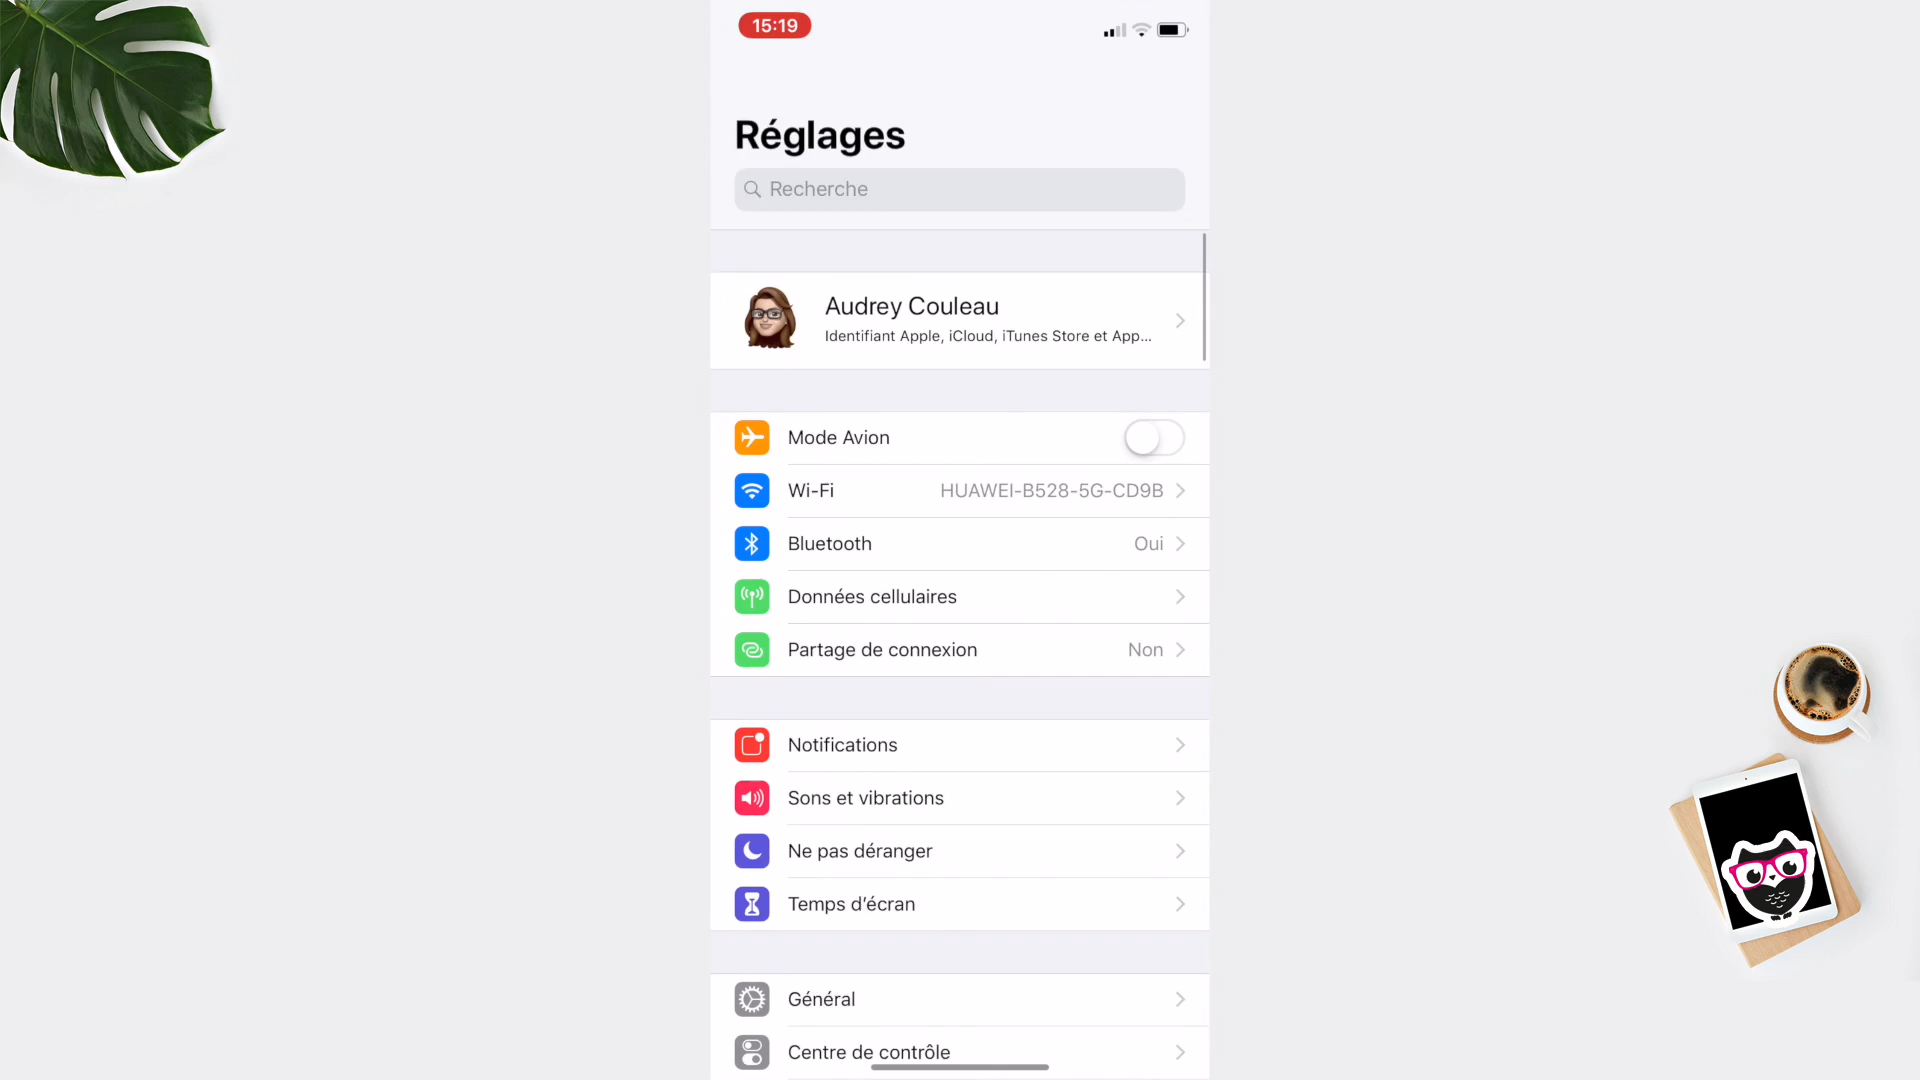 15:19
Réglages
Recherche
Audrey Couleau
Identifiant Apple, iCloud, iTunes Store et App...
Mode Avion
Wi-Fi HUAWEI-B528-5G-CD9B
Bluetooth Oui
Données cellulaires
Partage de connexion Non
Notifications
Sons et vibrations
Ne pas déranger
Temps d’écran
Général
Centre de contrôle